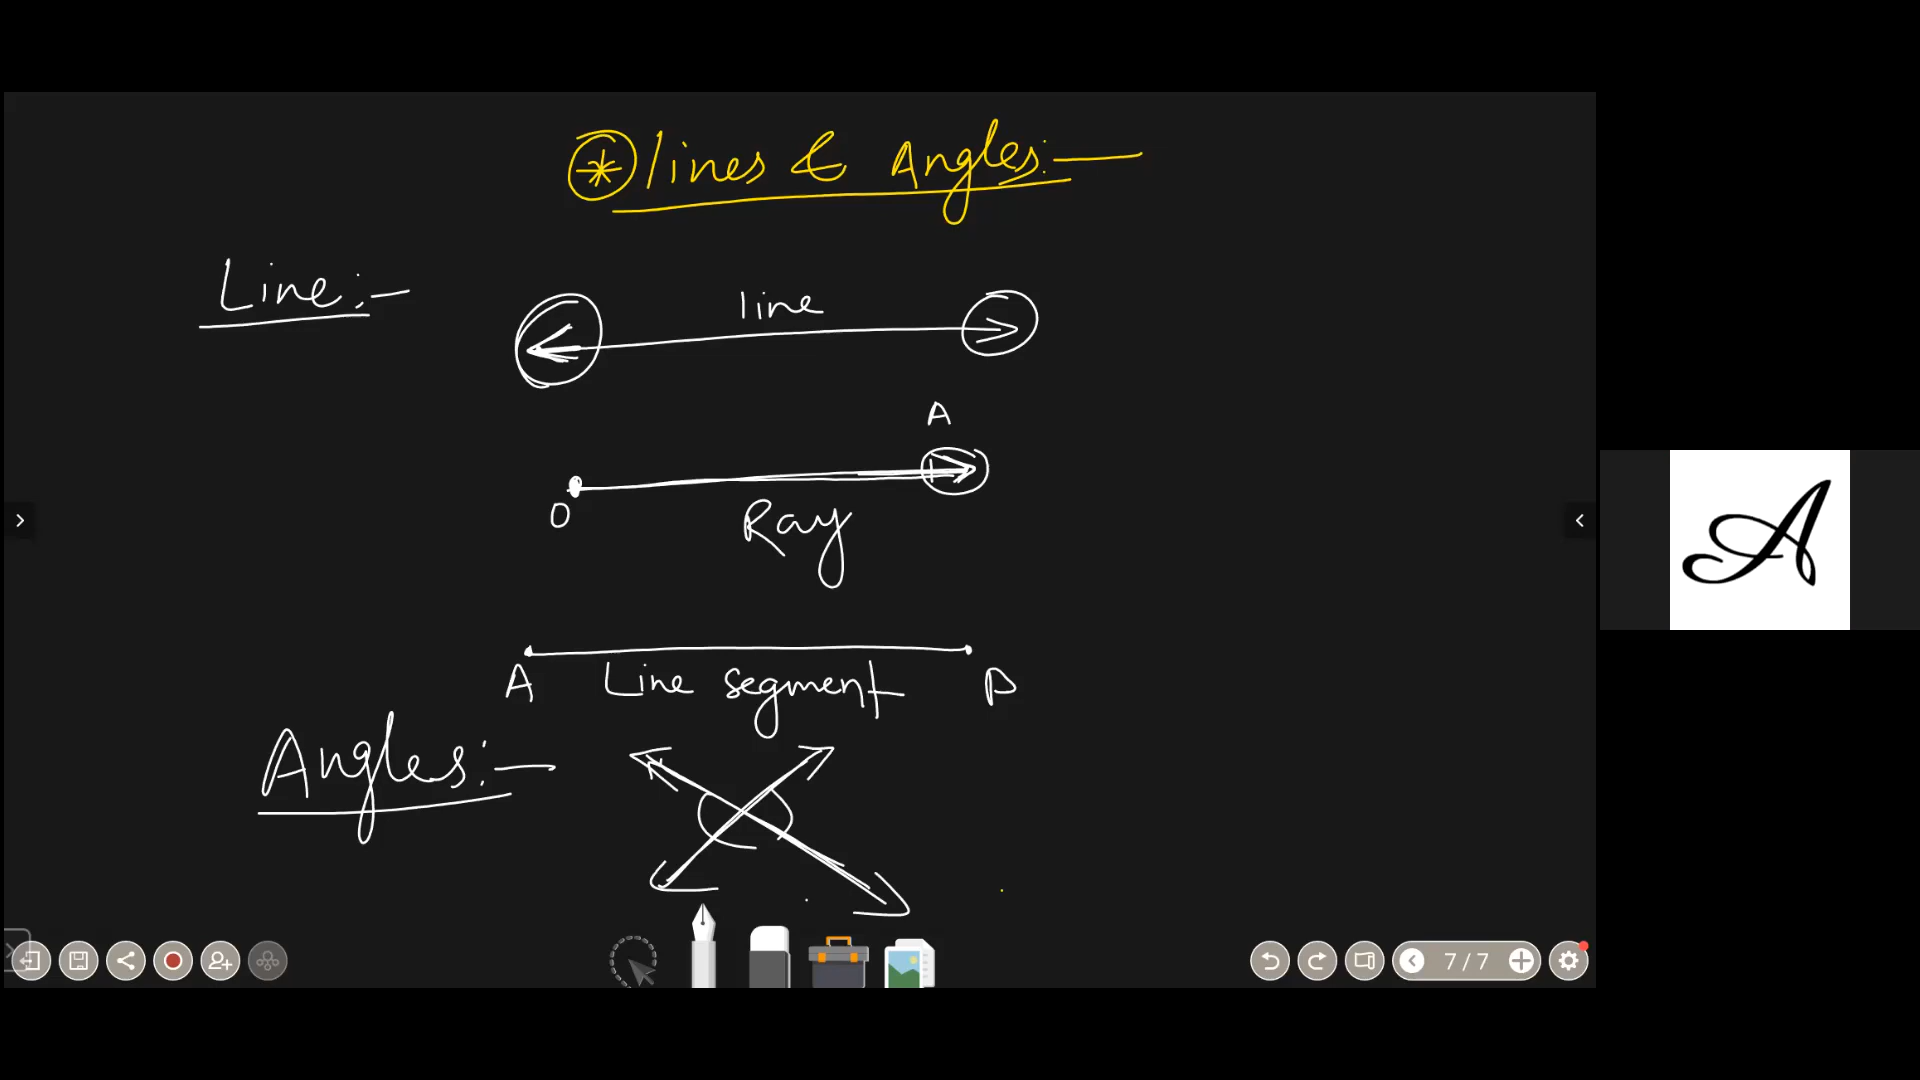 * lines & Angles:-
Line:-
line
A
O
Ray
A Line segment B
Angles:-
7 / 7
A